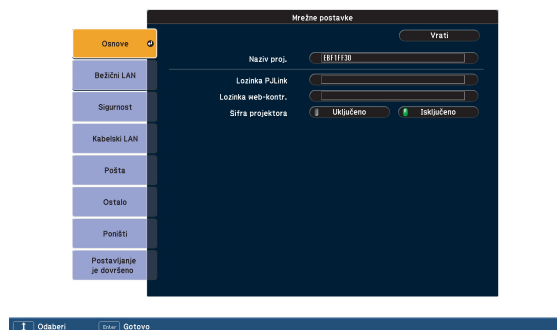 Mrežne postavke
Vrati
Osnove
Naziv proj. EBF1FF30
Bežični LAN
Lozinka PJLink
Lozinka web-kontr.
Sigurnost
Sifra projektora Uključeno Isključeno
Kabelski LAN
Pošta
Ostalo
Poništi
Postavljanje
je dovršeno
Odaberi Enter Gotovo